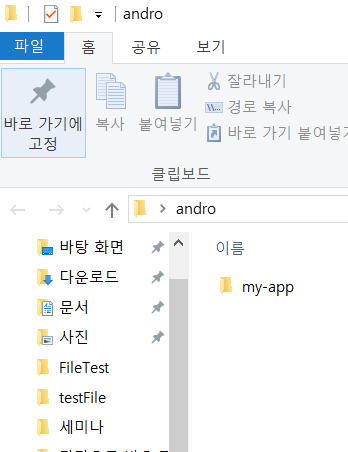 andro
파일 홈 공유 보기
바로 가기에
고정
복사
붙여넣기
잘라내기
경로 복사
바로 가기 붙여넣
클립보드
andro
바탕 화면
다운로드
문서
사진
FileTest
testFile
세미나
이름
my-app